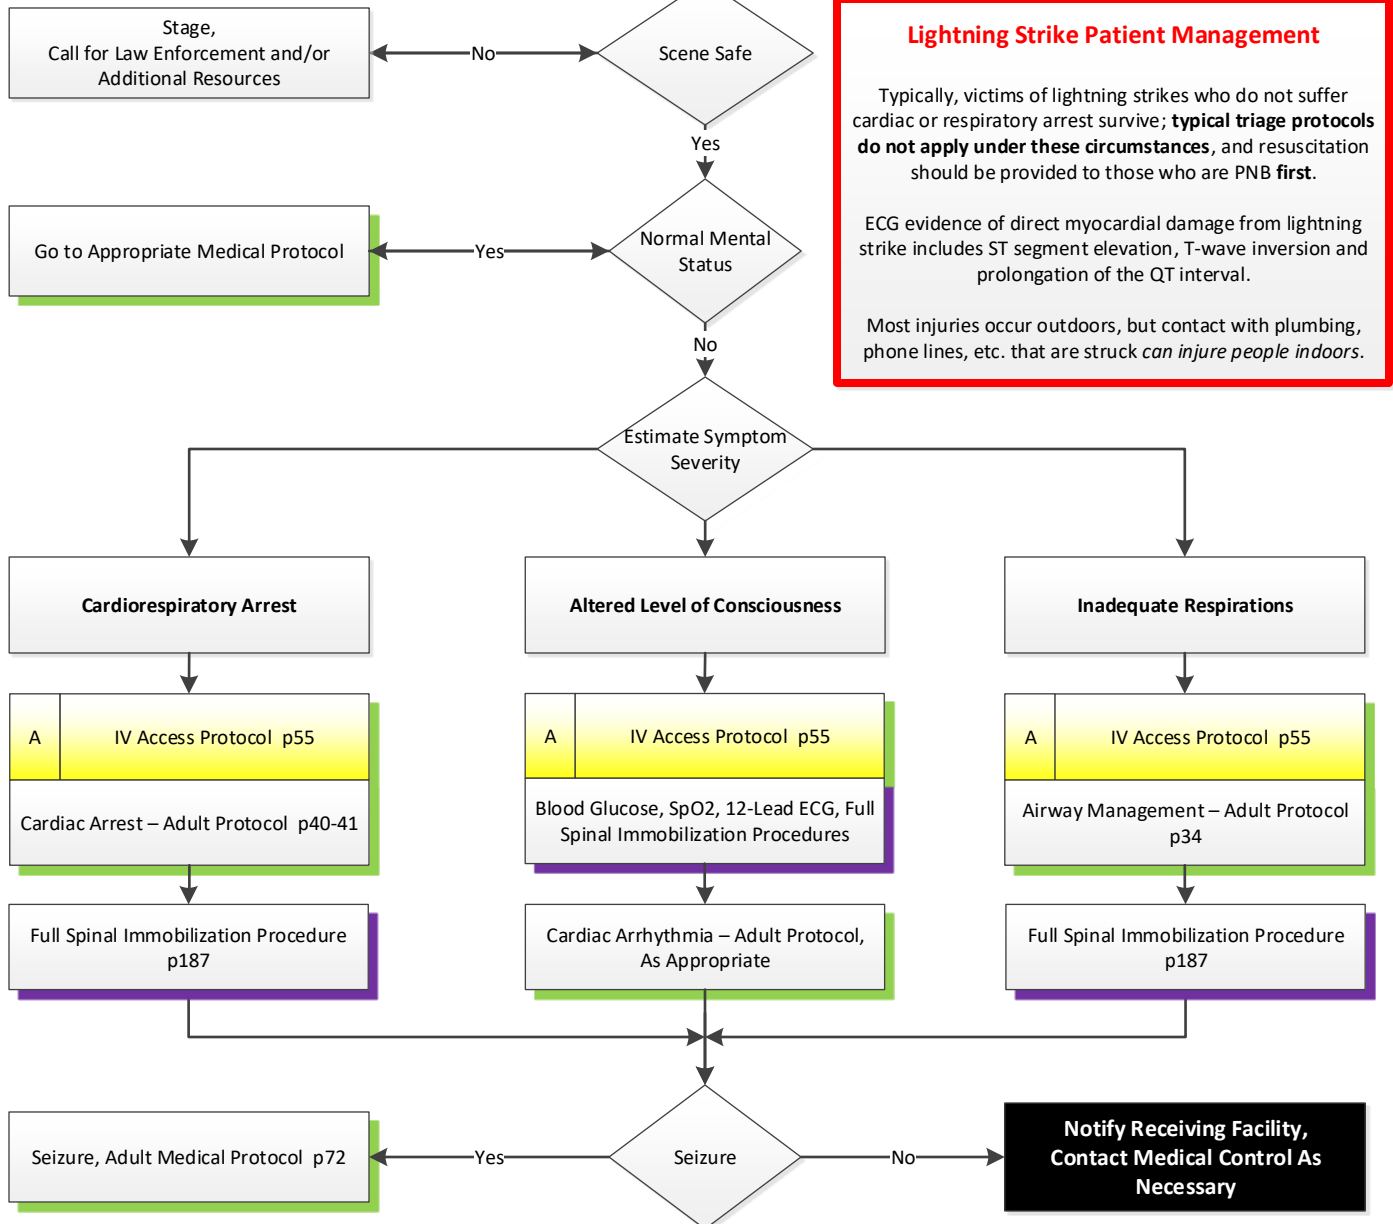 Stage,
Call for Law Enforcement and/or
Additional Resources
No
Scene Safe
Lightning Strike Patient Management
Typically, victims of lightning strikes who do not suffer
cardiac or respiratory arrest survive; typical triage protocols
do not apply under these circumstances, and resuscitation
should be provided to those who are PNB first.
ECG evidence of direct myocardial damage from lightning
strike includes ST segment elevation, T-wave inversion and
prolongation of the QT interval.
Most injuries occur outdoors, but contact with plumbing,
phone lines, etc. that are struck can injure people indoors.
Yes
Go to Appropriate Medical Protocol
Yes
Normal Mental
Status
No
Estimate Symptom
Severity
Cardiorespiratory Arrest
Altered Level of Consciousness
Inadequate Respirations
A
IV Access Protocol p55
Cardiac Arrest – Adult Protocol p40-41
Full Spinal Immobilization Procedure
p187
A
IV Access Protocol p55
Blood Glucose, SpO2, 12-Lead ECG, Full
Spinal Immobilization Procedures
Cardiac Arrhythmia – Adult Protocol,
As Appropriate
A
IV Access Protocol p55
Airway Management – Adult Protocol
p34
Full Spinal Immobilization Procedure
p187
Seizure, Adult Medical Protocol p72
Yes
Seizure
No
Notify Receiving Facility,
Contact Medical Control As
Necessary